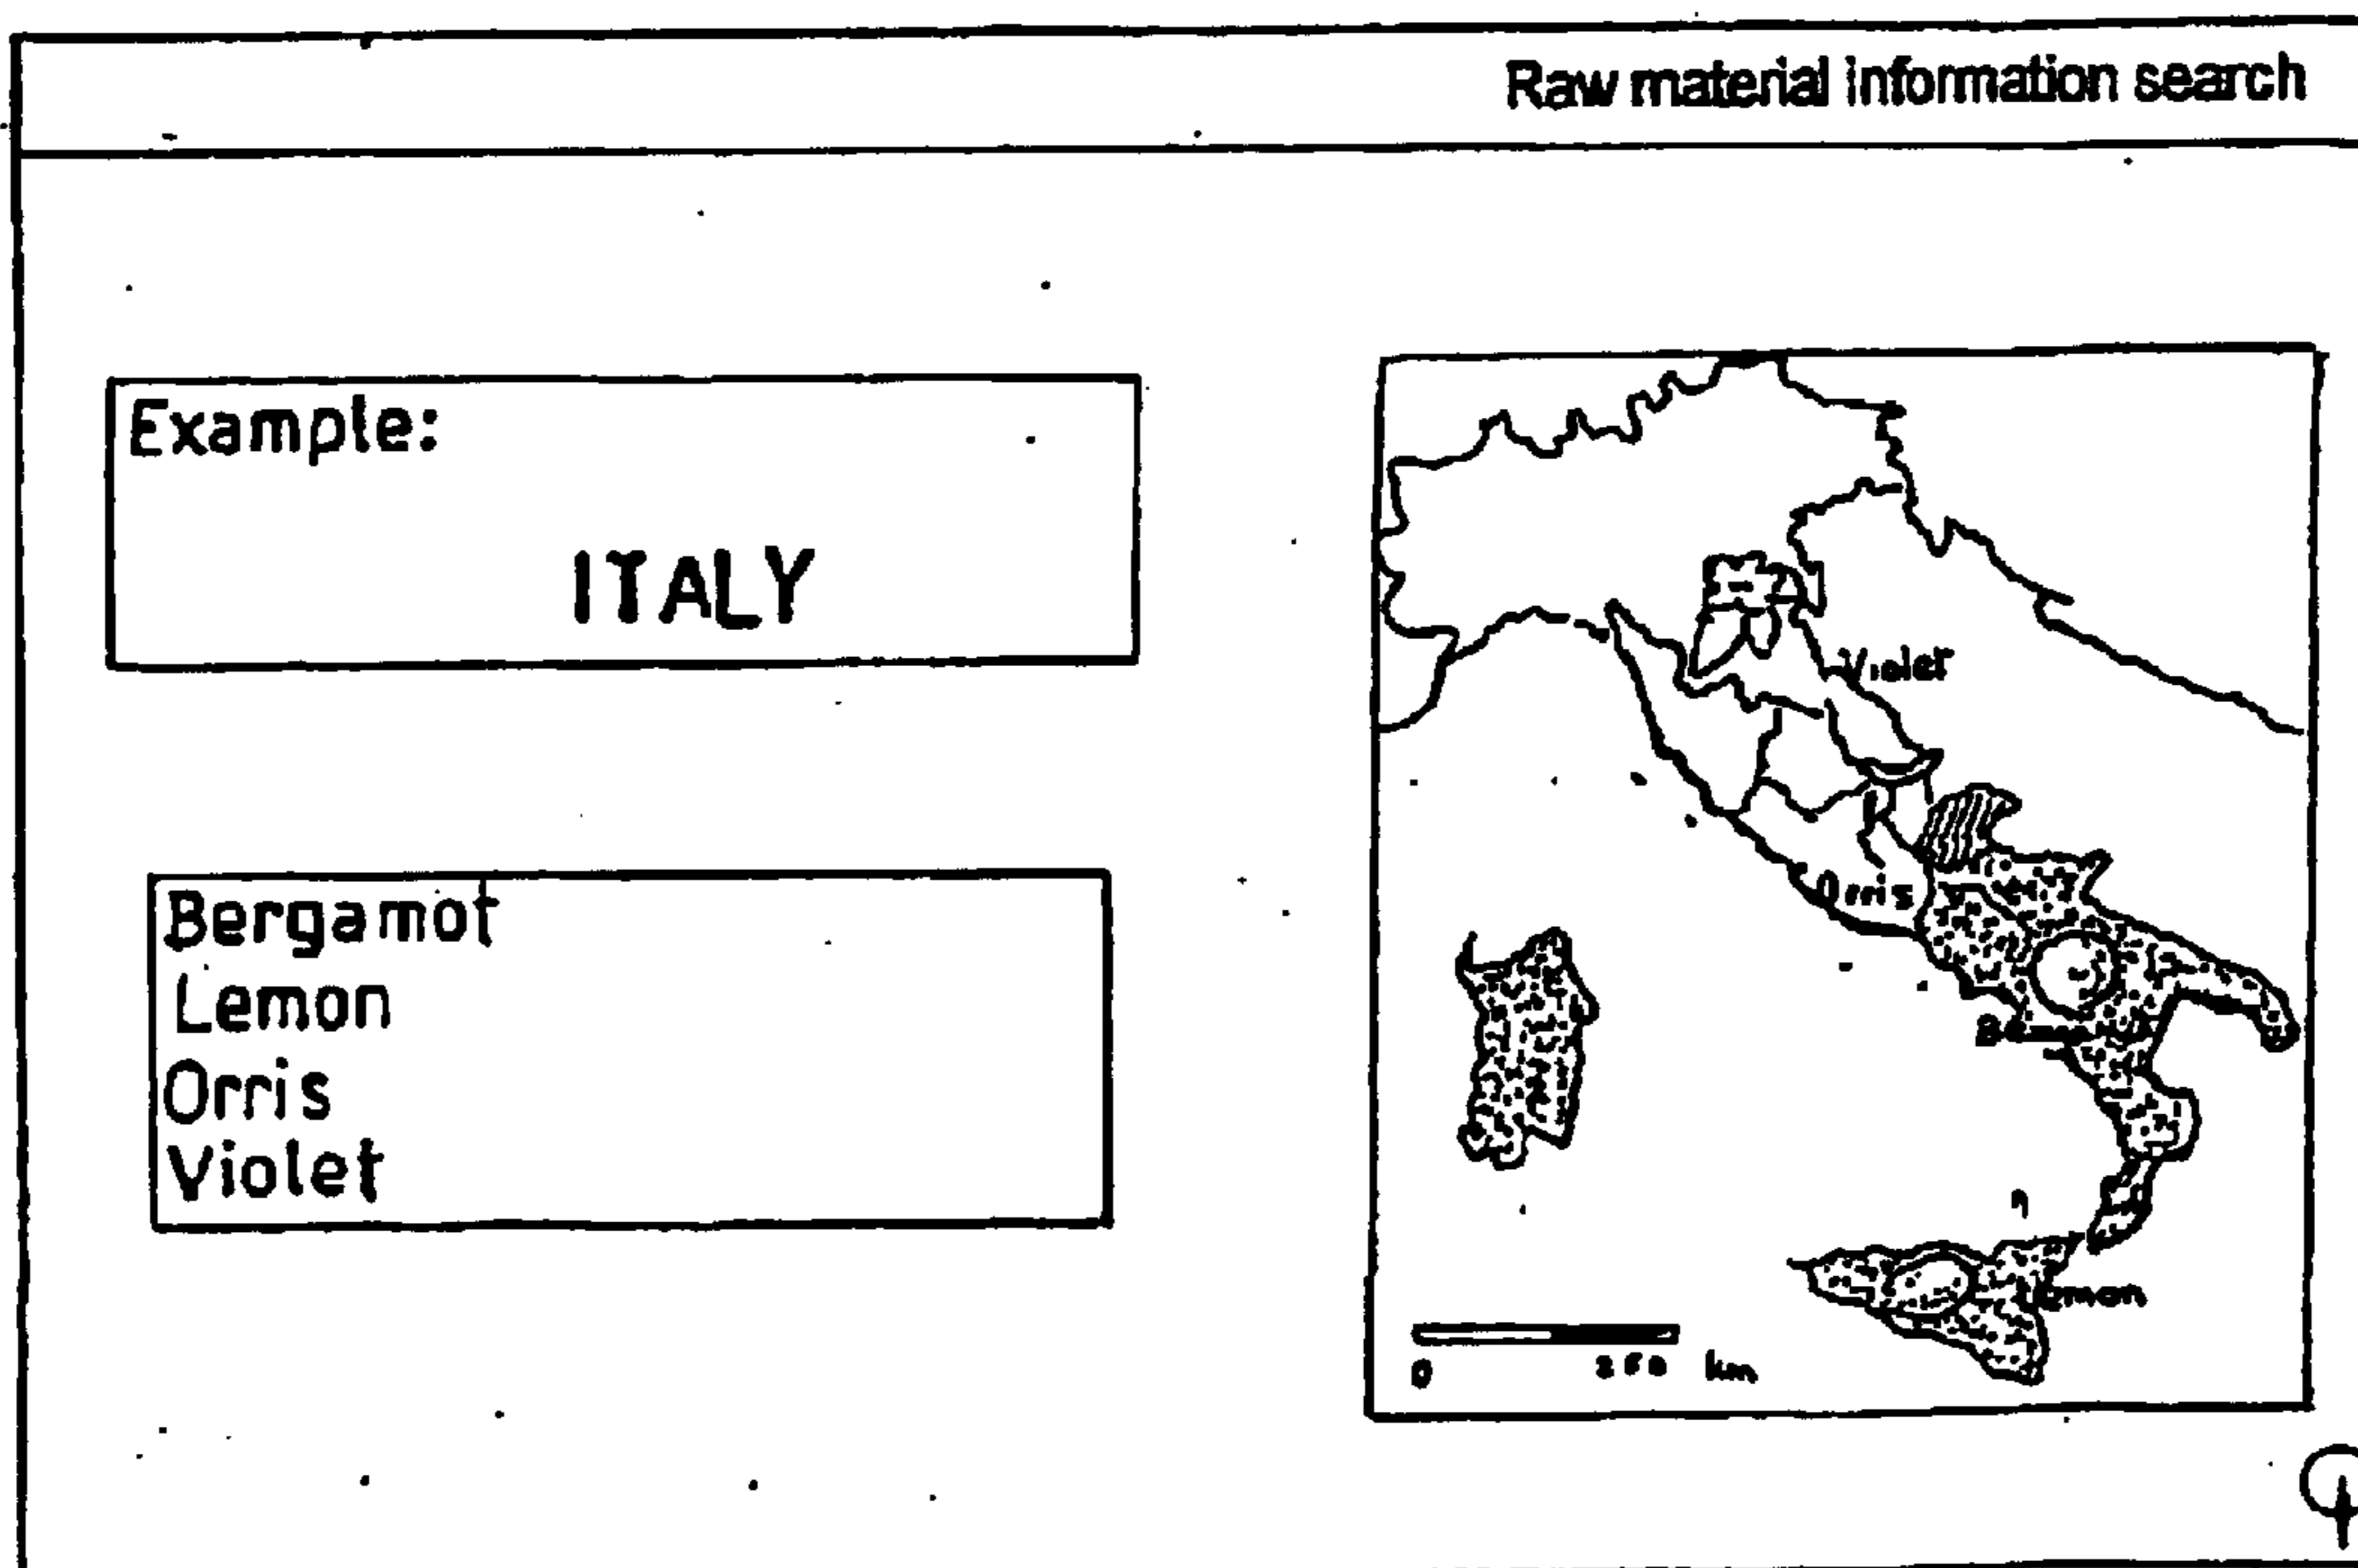 Raw material information search
Example:
ITALY
Bergamot
Lemon
Orris
Violet
Violet
Orris
Lemon
0 km